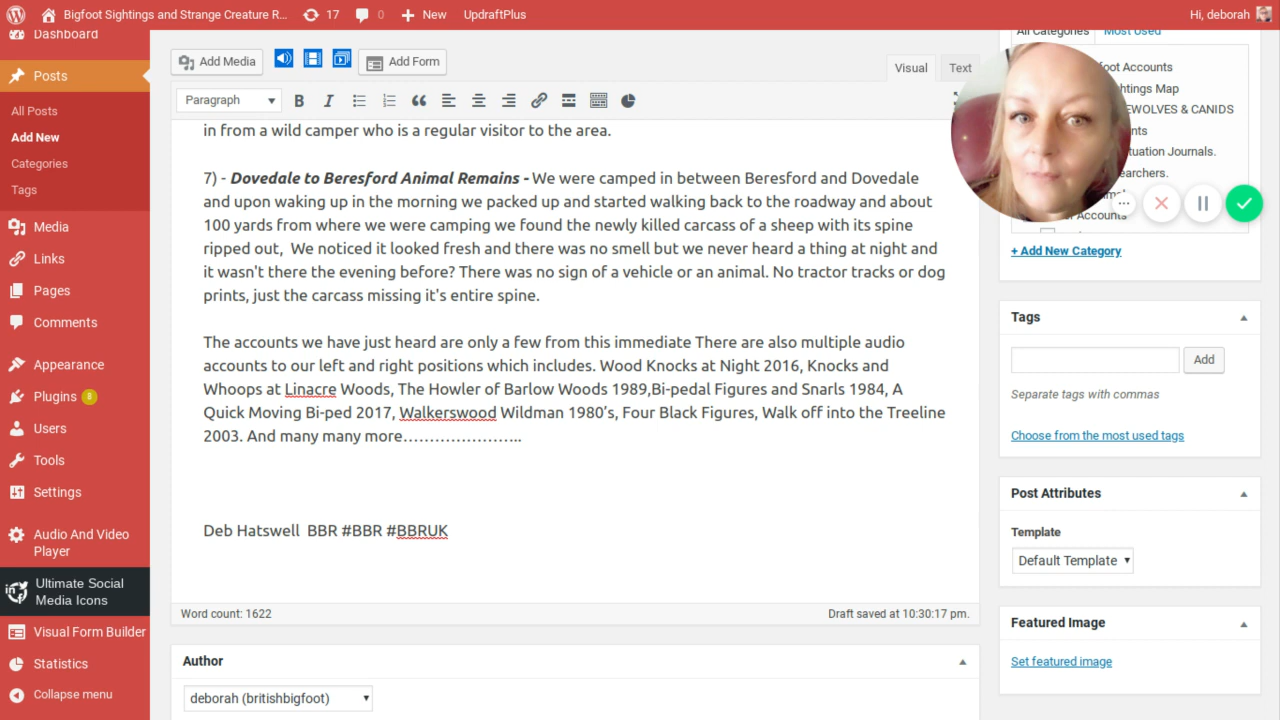 Bigfoot Sightings and Strange Creature R... 17 0 New UpdraftPlus Hi, deborah
Dashboard
Posts
All Posts
Add New
Categories
Tags
Media
Links
Pages
Comments
Appearance
Plugins 8
Users
Tools
Settings
Audio And Video
Player
Ultimate Social
Media Icons
Visual Form Builder
Statistics
Collapse menu
Add Media Add Form
Visual Text
Paragraph
in from a wild camper who is a regular visitor to the area.
7) - Dovedale to Beresford Animal Remains - We were camped in between Beresford and Dovedale
and upon waking up in the morning we packed up and started walking back to the roadway and about
100 yards from where we were camping we found the newly killed carcass of a sheep with its spine
ripped out, We noticed it looked fresh and there was no smell but we never heard a thing at night and
it wasn't there the evening before? There was no sign of a vehicle or an animal. No tractor tracks or dog
prints, just the carcass missing it's entire spine.
The accounts we have just heard are only a few from this immediate There are also multiple audio
accounts to our left and right positions which includes. Wood Knocks at Night 2016, Knocks and
Whoops at Linacre Woods, The Howler of Barlow Woods 1989,Bi-pedal Figures and Snarls 1984, A
Quick Moving Bi-ped 2017, Walkerswood Wildman 1980's, Four Black Figures, Walk off into the Treeline
2003. And many many more…………………..
Deb Hatswell BBR #BBR #BBRUK
Word count: 1622 Draft saved at 10:30:17 pm.
Author
deborah (britishbigfoot)
All Categories Most Used
foot Accounts
htings Map
EWOLVES & CANIDS
nts
tuation Journals.
earchers.
Accounts
+ Add New Category
Tags
Add
Separate tags with commas
Choose from the most used tags
Post Attributes
Template
Default Template
Featured Image
Set featured image